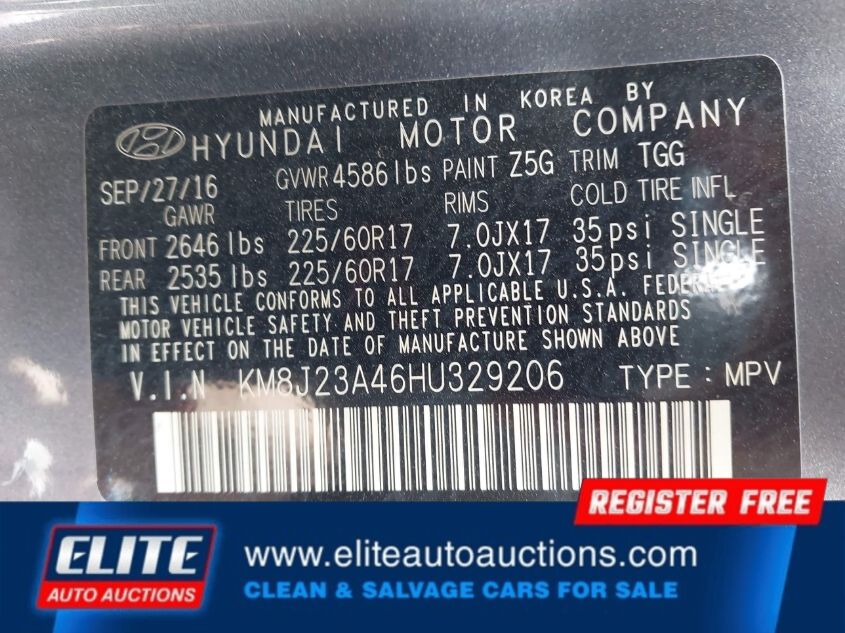 MANUFACTURED IN KOREA BY
HYUNDAI MOTOR COMPANY
SEP/27/16 GVWR 4586 lbs PAINT Z5G TRIM TGG
GAWR TIRES RIMS COLD TIRE INFL
FRONT 2646 lbs 225/60R17 7.0JX17 35psi SINGLE
REAR 2535 lbs 225/60R17 7.0JX17 35psi SINGLE
THIS VEHICLE CONFORMS TO ALL APPLICABLE U.S.A. FEDERAL
MOTOR VEHICLE SAFETY AND THEFT PREVENTION STANDARDS
IN EFFECT ON THE DATE OF MANUFACTURE SHOWN ABOVE
V.I.N KM8J23A46HU329206 TYPE : MPV
REGISTER FREE
ELITE
AUTO AUCTIONS
www.eliteautoauctions.com
CLEAN & SALVAGE CARS FOR SALE